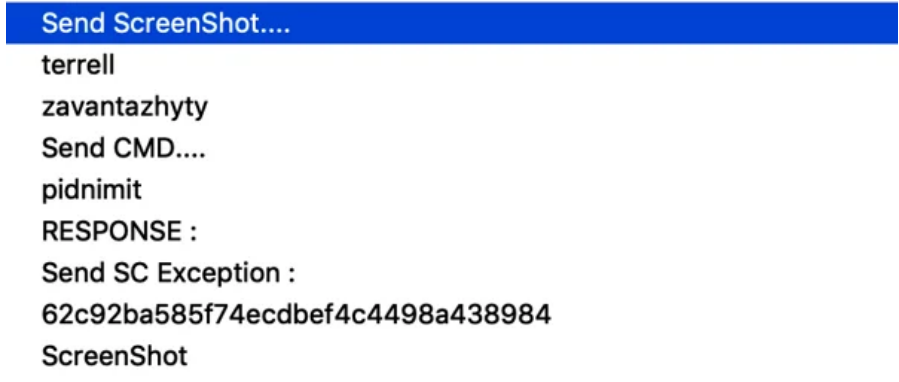 Send ScreenShot....
terrell
zavantazhyty
Send CMD....
pidnimit
RESPONSE :
Send SC Exception :
62c92ba585f74ecdbef4c4498a438984
ScreenShot